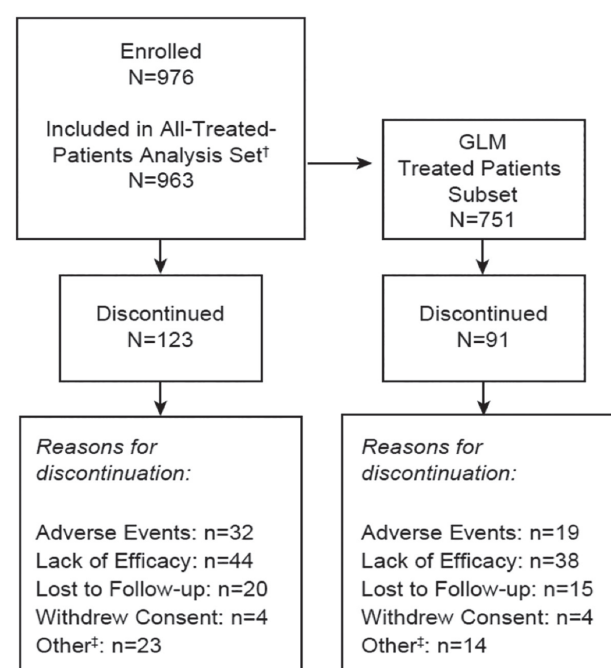 Enrolled
N=976
Included in All-Treated-
Patients Analysis Set†
N=963
GLM
Treated Patients
Subset
N=751
Discontinued
N=123
Discontinued
N=91
Reasons for
discontinuation:
Adverse Events: n=32
Lack of Efficacy: n=44
Lost to Follow-up: n=20
Withdrew Consent: n=4
Other‡: n=23
Reasons for
discontinuation:
Adverse Events: n=19
Lack of Efficacy: n=38
Lost to Follow-up: n=15
Withdrew Consent: n=4
Other‡: n=14